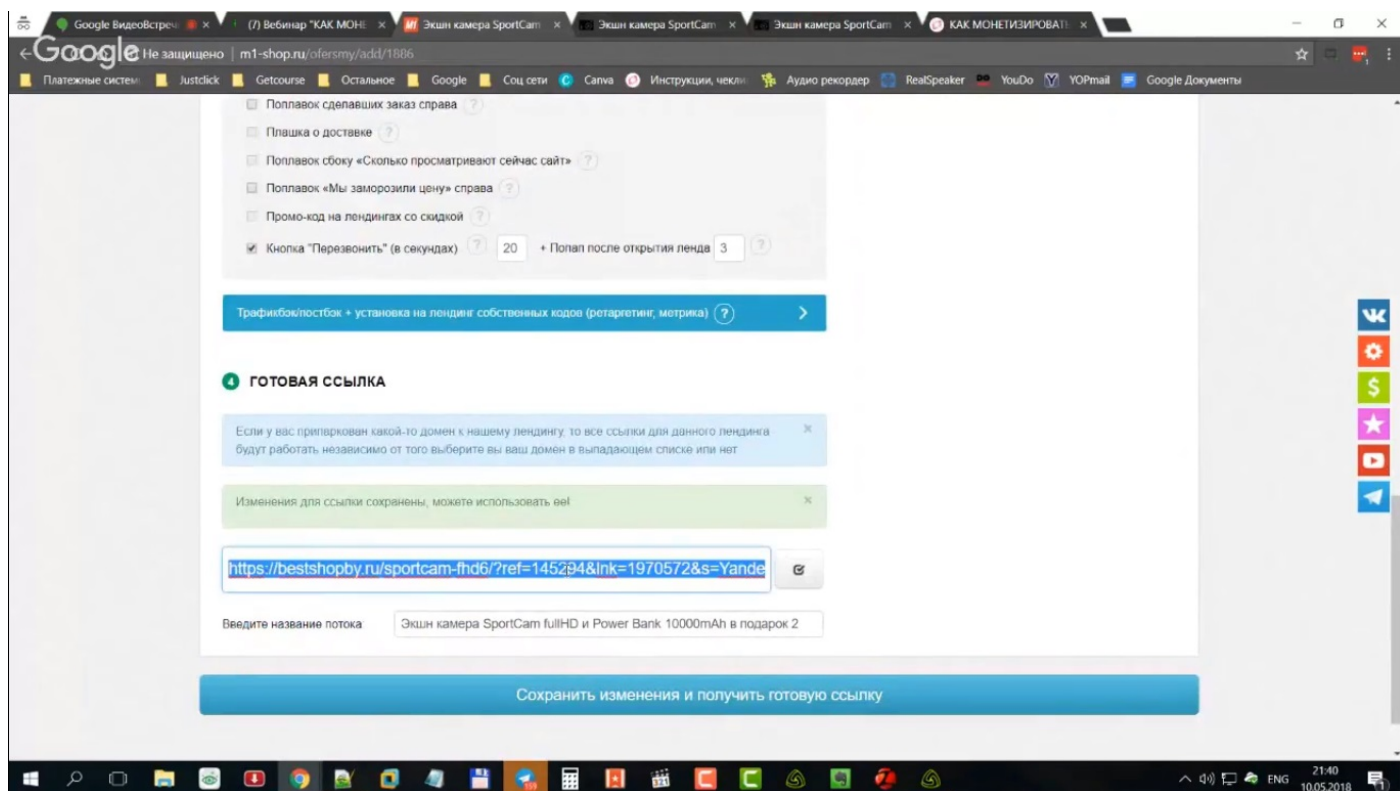 Google ВидеоВстреч
(7) Вебинар "КАК МОНЕ
Экшн камера SportCam
Экшн камера SportCam
Экшн камера SportCam
КАК МОНЕТИЗИРОВАТЬ
Google
Не защищено | m1-shop.ru/ofersmy/add/1886
Платежные систем Justclick Getcourse Остальное Google Соц сети Canva Инструкции, чекли Аудио рекордер RealSpeaker YouDo YOPmail Google Документы
Поплавок сделавших заказ справа ?
Плашка о доставке ?
Поплавок сбоку «Сколько просматривают сейчас сайт» ?
Поплавок «Мы заморозили цену» справа ?
Промо-код на лендингах со скидкой ?
Кнопка "Перезвонить" (в секундах) ? 20 + Попап после открытия ленда 3 ?
Трафикбэк/постбэк + установка на лендинг собственных кодов (ретаргетинг, метрика) ?
4 ГОТОВАЯ ССЫЛКА
Если у вас припаркован какой-то домен к нашему лендингу, то все ссылки для данного лендинга
будут работать независимо от того выберите вы ваш домен в выпадающем списке или нет
Изменения для ссылки сохранены, можете использовать ее!
https://bestshopby.ru/sportcam-fhd6/?ref=145294&lnk=1970572&s=Yande
Введите название потока Экшн камера SportCam fullHD и Power Bank 10000mAh в подарок 2
Сохранить изменения и получить готовую ссылку
ENG 21:40
10.05.2018